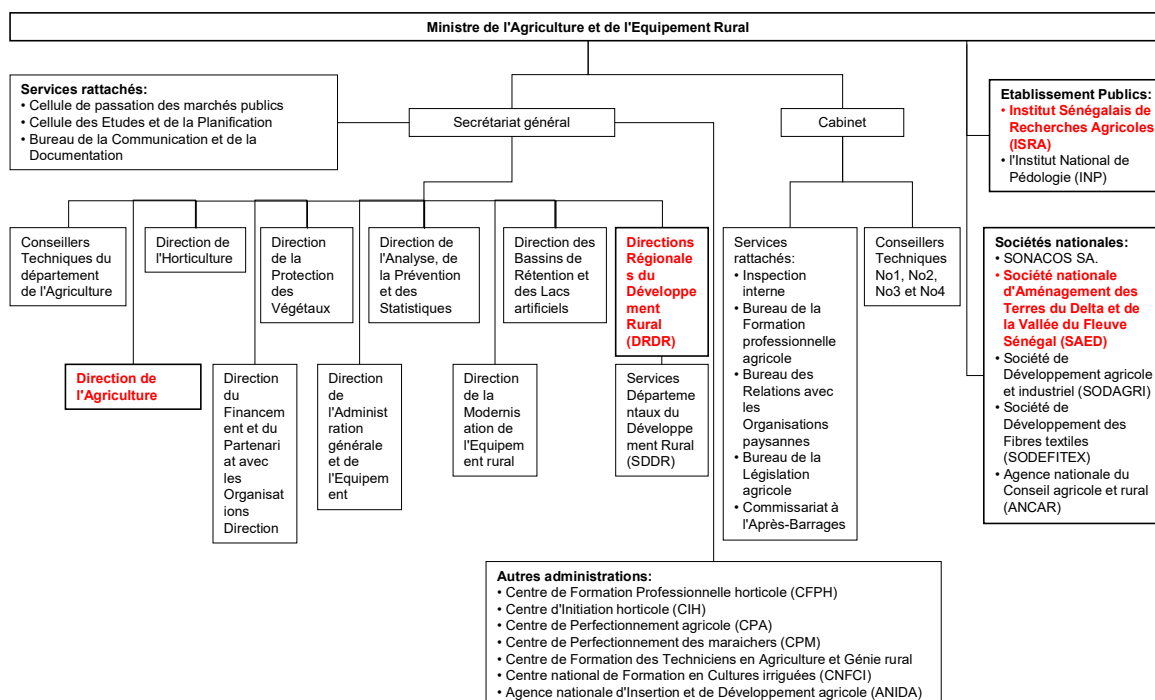 Ministre de l'Agriculture et de l'Equipement Rural
Services rattachés:
• Cellule de passation des marchés publics
• Cellule des Etudes et de la Planification
• Bureau de la Communication et de la
Documentation
Secrétariat général
Cabinet
Etablissement Publics:
• Institut Sénégalais de
Recherches Agricoles
(ISRA)
• l'Institut National de
Pédologie (INP)
Conseillers
Techniques du
département
de l'Agriculture
Direction de
l'Horticulture
Direction
de la
Protection
des
Végétaux
Direction de
l'Analyse, de
la Prévention
et des
Statistiques
Direction des
Bassins de
Rétention et
des Lacs
artificiels
Directions
Régionale
s du
Développe
ment
Rural
(DRDR)
Services
rattachés:
• Inspection
interne
• Bureau de la
Formation
professionnelle
agricole
• Bureau des
Relations avec
les
Organisations
paysannes
• Bureau de la
Législation
agricole
• Commissariat à
l'Après-Barrages
Conseillers
Techniques
No1, No2,
No3 et No4
Sociétés nationales:
• SONACOS SA.
• Société nationale
d'Aménagement des
Terres du Delta et de
la Vallée du Fleuve
Sénégal (SAED)
• Société de
Développement agricole
et industriel (SODAGRI)
• Société de
Développement des
Fibres textiles
(SODEFITEX)
• Agence nationale du
Conseil agricole et rural
(ANCAR)
Direction de
l'Agriculture
Direction
du
Financem
ent et du
Partenari
at avec
les
Organisat
ions
Direction
Direction
de
l'Administ
ration
générale
et de
l'Equipem
ent
Direction
de la
Modernis
ation de
l'Equipem
ent rural
Services
Départeme
ntaux du
Développe
ment Rural
(SDDR)
Autres administrations:
• Centre de Formation Professionnelle horticole (CFPH)
• Centre d'Initiation horticole (CIH)
• Centre de Perfectionnement agricole (CPA)
• Centre de Perfectionnement des maraichers (CPM)
• Centre de Formation des Techniciens en Agriculture et Génie rural
• Centre national de Formation en Cultures irriguées (CNFCI)
• Agence nationale d'Insertion et de Développement agricole (ANIDA)